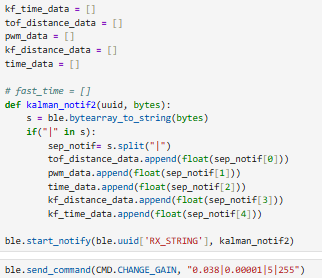 kf_time_data = []
tof_distance_data = []
pwm_data = []
kf_distance_data = []
time_data = []
# fast_time = []
def kalman_notif2(uuid, bytes):
    s = ble.bytearray_to_string(bytes)
    if("|" in s):
        sep_notif= s.split("|")
        tof_distance_data.append(float(sep_notif[0]))
        pwm_data.append(float(sep_notif[1]))
        time_data.append(float(sep_notif[2]))
        kf_distance_data.append(float(sep_notif[3]))
        kf_time_data.append(float(sep_notif[4]))
ble.start_notify(ble.uuid['RX_STRING'], kalman_notif2)
ble.send_command(CMD.CHANGE_GAIN, "0.038|0.00001|5|255")